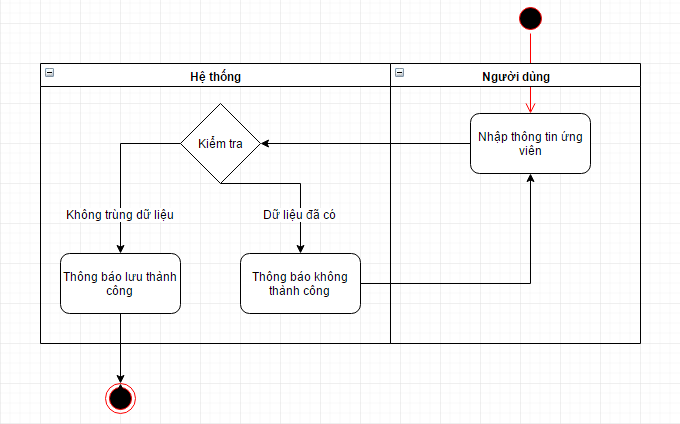 Hệ thống
Người dùng
Nhập thông tin ứng
viên
Kiểm tra
Không trùng dữ liệu
Dữ liệu đã có
Thông báo lưu thành
công
Thông báo không
thành công